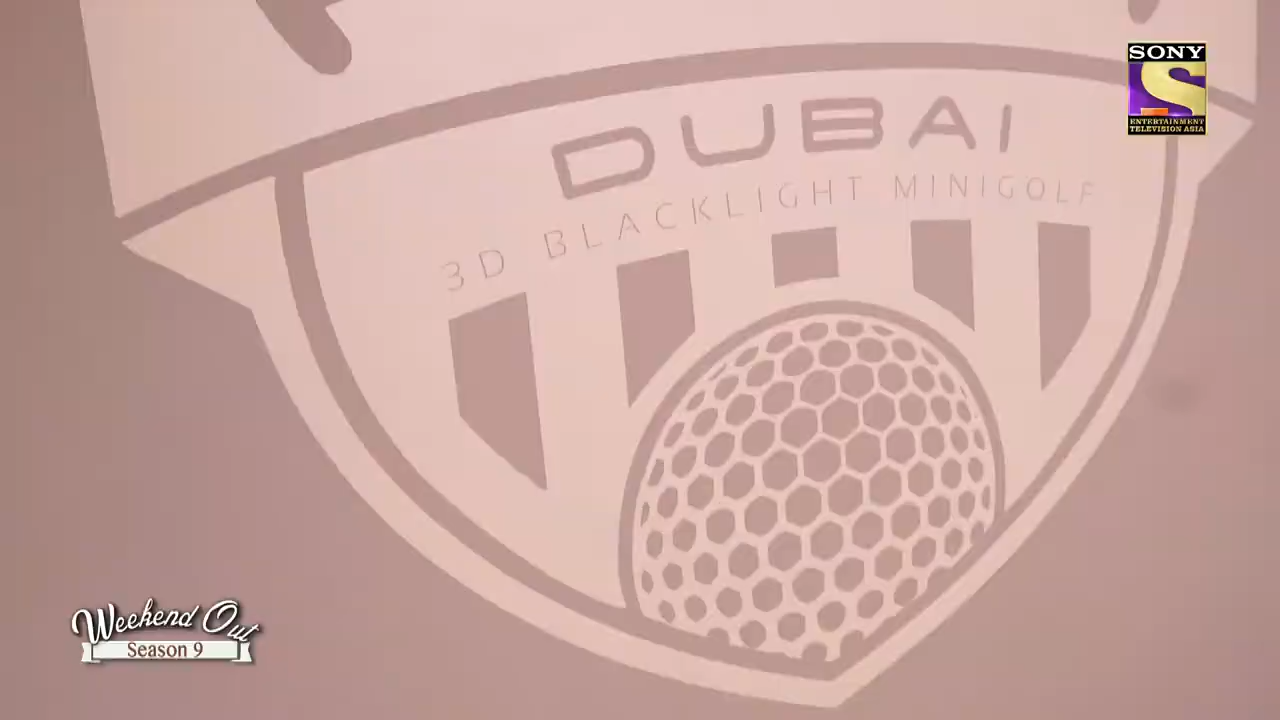 SONY
ENTERTAINMENT
TELEVISION ASIA
DUBAI
3D BLACKLIGHT MINIGOLF
Weekend Out
Season 9